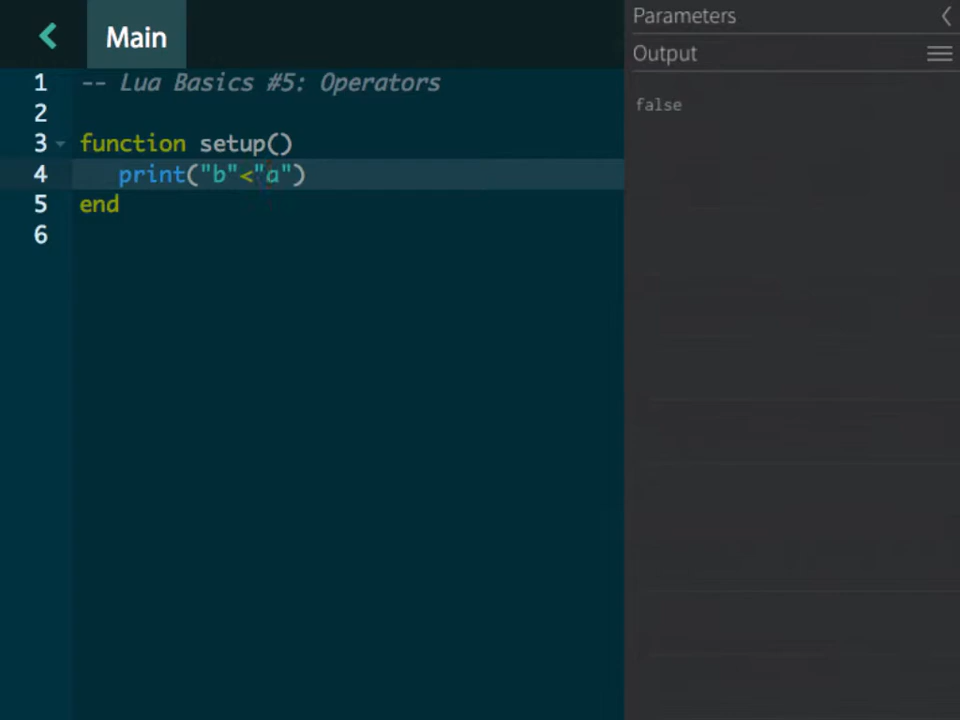 Main
1 -- Lua Basics #5: Operators
2
3 function setup()
4 print("b"<"a")
5 end
6
Parameters
Output
false